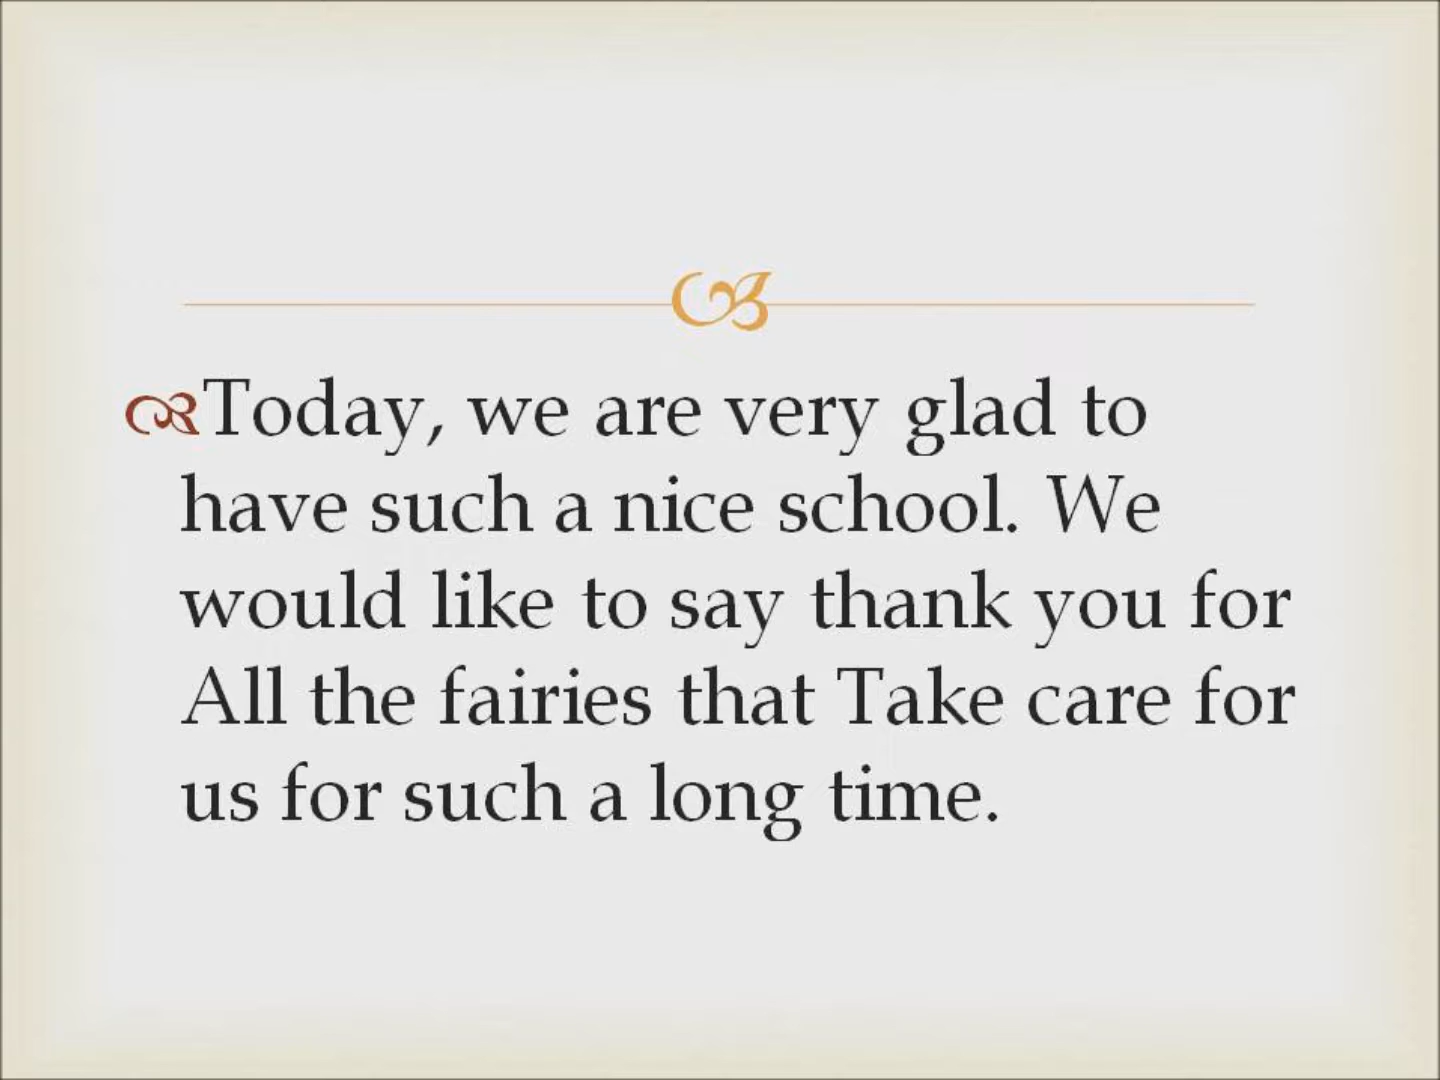 Today, we are very glad to
have such a nice school. We
would like to say thank you for
All the fairies that Take care for
us for such a long time.